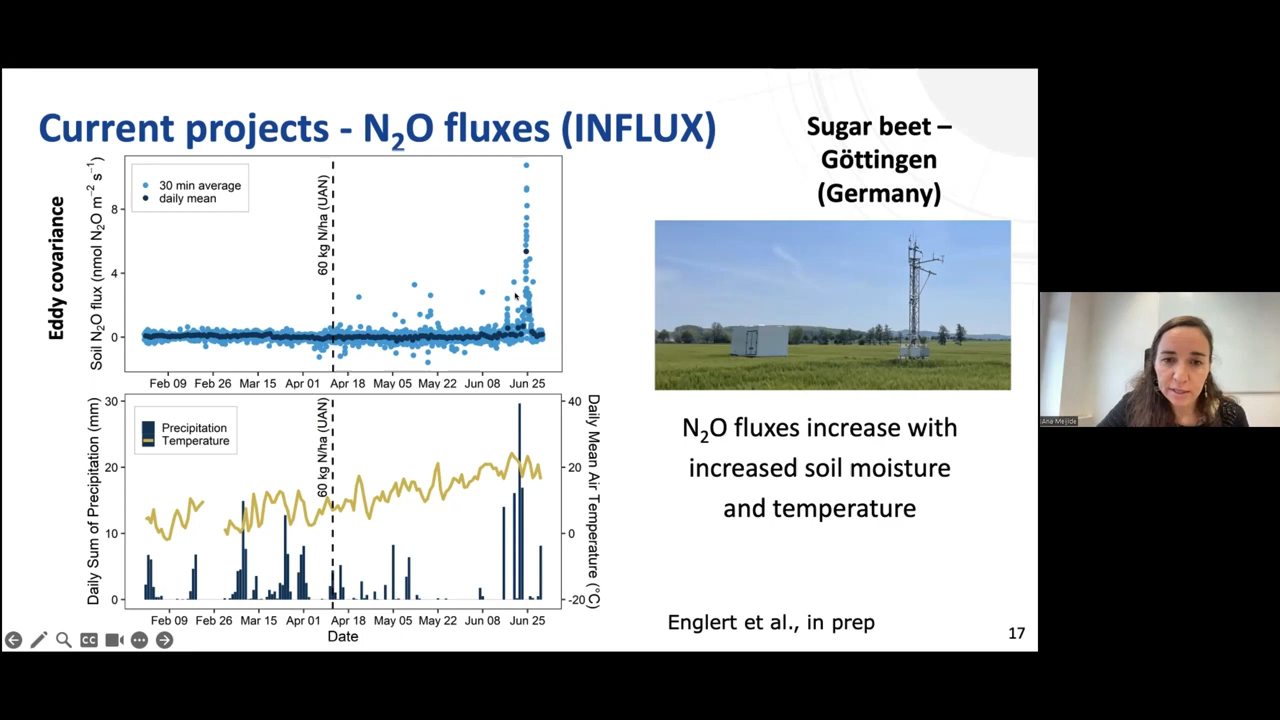 Current projects - N₂O fluxes (INFLUX)
Sugar beet –
Göttingen
(Germany)
Eddy covariance
Soil N₂O flux (nmol N₂O m⁻² s⁻¹)
8
4
0
30 min average
daily mean
60 kg N/ha (UAN)
Feb 09 Feb 26 Mar 15 Apr 01 Apr 18 May 05 May 22 Jun 08 Jun 25
Daily Sum of Precipitation (mm)
30
20
10
0
Precipitation
Temperature
60 kg N/ha (UAN)
40
20
0
-20
Daily Mean Air Temperature (°C)
Feb 09 Feb 26 Mar 15 Apr 01 Apr 18 May 05 May 22 Jun 08 Jun 25
Date
N₂O fluxes increase with
increased soil moisture
and temperature
Englert et al., in prep
17
CC
Ana Meijide